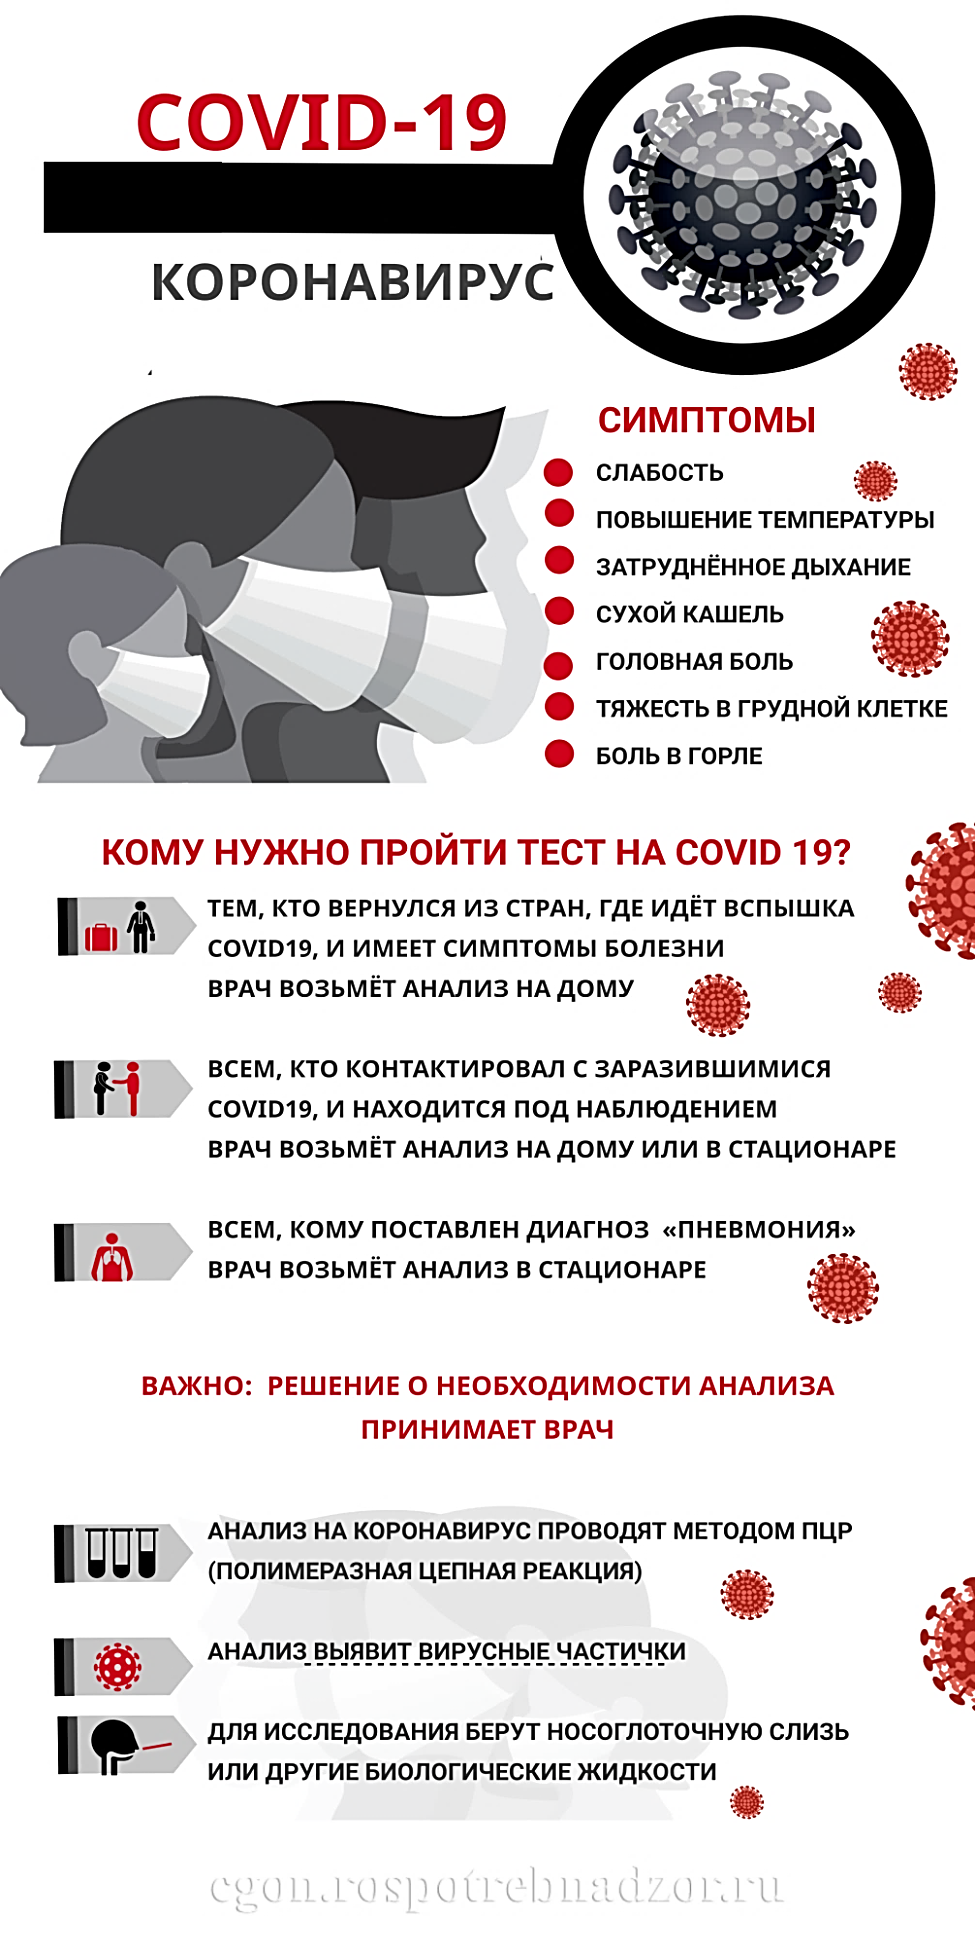 COVID-19
КОРОНАВИРУС
СИМПТОМЫ
СЛАБОСТЬ
ПОВЫШЕНИЕ ТЕМПЕРАТУРЫ
ЗАТРУДНЁННОЕ ДЫХАНИЕ
СУХОЙ КАШЕЛЬ
ГОЛОВНАЯ БОЛЬ
ТЯЖЕСТЬ В ГРУДНОЙ КЛЕТКЕ
БОЛЬ В ГОРЛЕ
КОМУ НУЖНО ПРОЙТИ ТЕСТ НА COVID 19?
ТЕМ, КТО ВЕРНУЛСЯ ИЗ СТРАН, ГДЕ ИДЁТ ВСПЫШКА
COVID19, И ИМЕЕТ СИМПТОМЫ БОЛЕЗНИ
ВРАЧ ВОЗЬМЁТ АНАЛИЗ НА ДОМУ
ВСЕМ, КТО КОНТАКТИРОВАЛ С ЗАРАЗИВШИМИСЯ
COVID19, И НАХОДИТСЯ ПОД НАБЛЮДЕНИЕМ
ВРАЧ ВОЗЬМЁТ АНАЛИЗ НА ДОМУ ИЛИ В СТАЦИОНАРЕ
ВСЕМ, КОМУ ПОСТАВЛЕН ДИАГНОЗ «ПНЕВМОНИЯ»
ВРАЧ ВОЗЬМЁТ АНАЛИЗ В СТАЦИОНАРЕ
ВАЖНО: РЕШЕНИЕ О НЕОБХОДИМОСТИ АНАЛИЗА
ПРИНИМАЕТ ВРАЧ
АНАЛИЗ НА КОРОНАВИРУС ПРОВОДЯТ МЕТОДОМ ПЦР
(ПОЛИМЕРАЗНАЯ ЦЕПНАЯ РЕАКЦИЯ)
АНАЛИЗ ВЫЯВИТ ВИРУСНЫЕ ЧАСТИЧКИ
ДЛЯ ИССЛЕДОВАНИЯ БЕРУТ НОСОГЛОТОЧНУЮ СЛИЗЬ
ИЛИ ДРУГИЕ БИОЛОГИЧЕСКИЕ ЖИДКОСТИ
cgon.rospotrebnadzor.ru